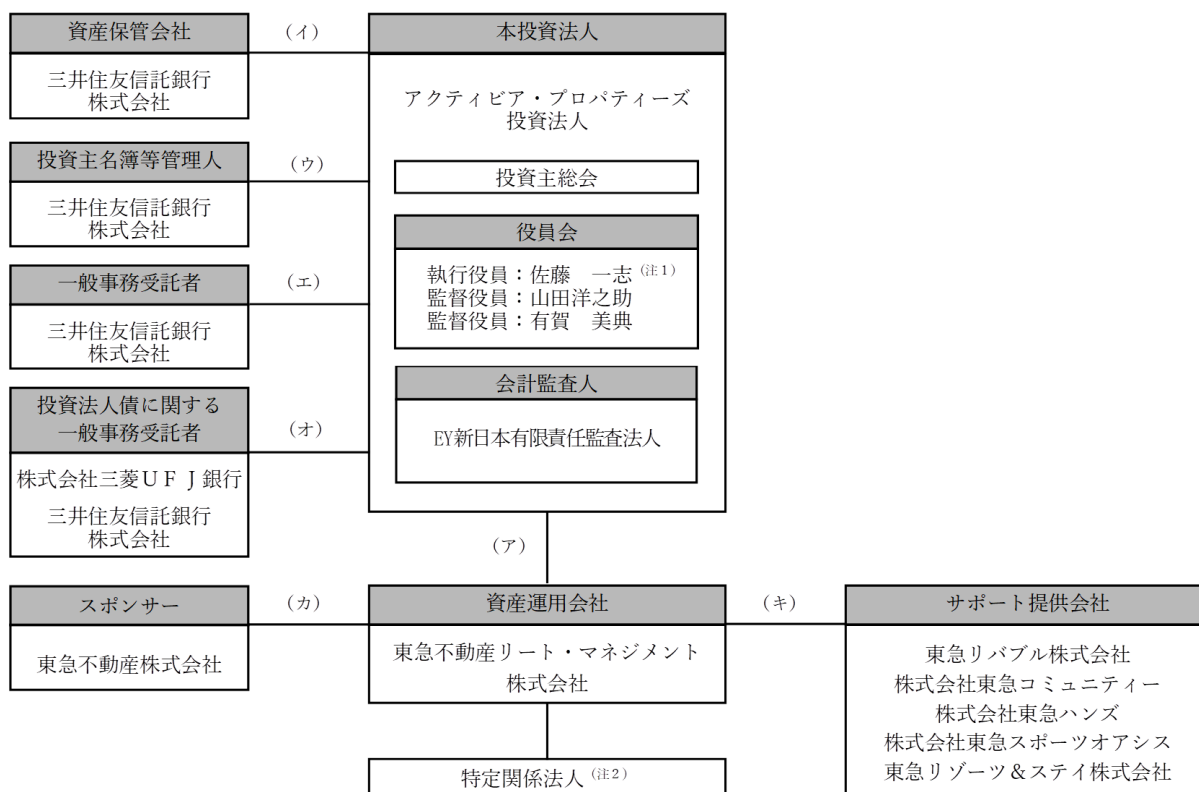 資産保管会社
三井住友信託銀行
株式会社
(イ)
本投資法人
アクティビア・プロパティーズ
投資法人
投資主総会
役員会
執行役員：佐藤　一志（注1）
監督役員：山田洋之助
監督役員：有賀　美典
会計監査人
EY新日本有限責任監査法人
投資主名簿等管理人
三井住友信託銀行
株式会社
(ウ)
一般事務受託者
三井住友信託銀行
株式会社
(エ)
投資法人債に関する
一般事務受託者
株式会社三菱ＵＦＪ銀行
三井住友信託銀行
株式会社
(オ)
(ア)
スポンサー
東急不動産株式会社
(カ)
資産運用会社
東急不動産リート・マネジメント
株式会社
(キ)
サポート提供会社
東急リバブル株式会社
株式会社東急コミュニティー
株式会社東急ハンズ
株式会社東急スポーツオアシス
東急リゾーツ＆ステイ株式会社
特定関係法人（注2）